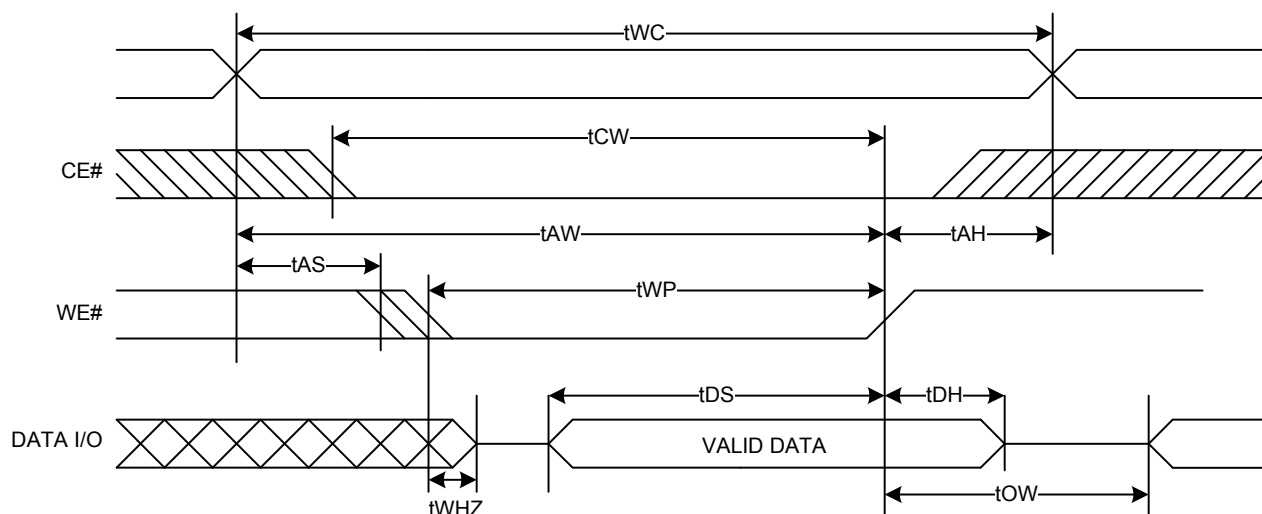 tWC
tCW
CE#
tAW
tAH
tAS
tWP
WE#
tDS
tDH
DATA I/O
VALID DATA
tWHZ
tOW